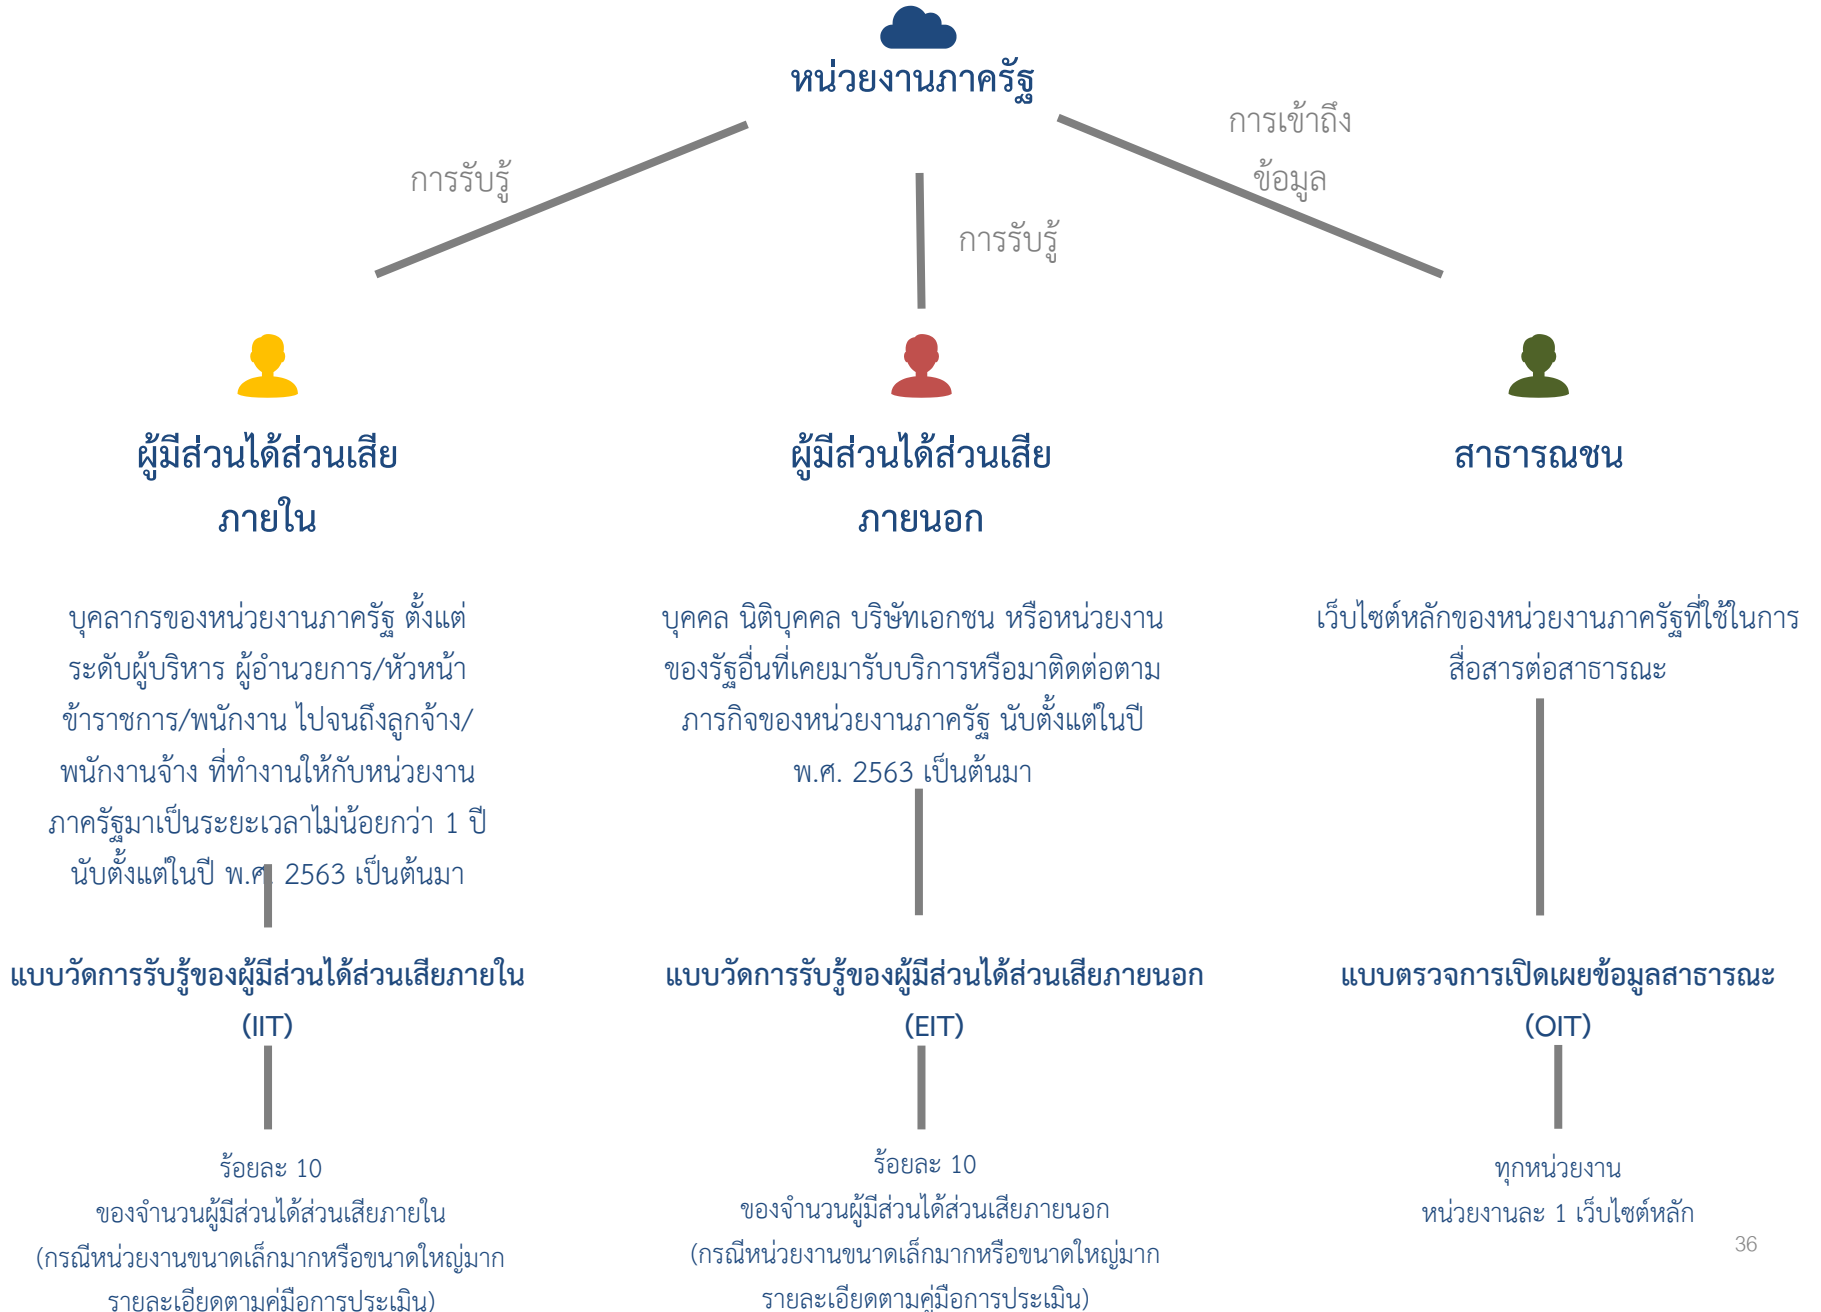 หน่วยงานภาครัฐ
การรับรู้
การรับรู้
การเข้าถึง
ข้อมูล
ผู้มีส่วนได้ส่วนเสีย
ภายใน
บุคลากรของหน่วยงานภาครัฐ ตั้งแต่
ระดับผู้บริหาร ผู้อำนวยการ/หัวหน้า
ข้าราชการ/พนักงาน ไปจนถึงลูกจ้าง/
พนักงานจ้าง ที่ทำงานให้กับหน่วยงาน
ภาครัฐมาเป็นระยะเวลาไม่น้อยกว่า 1 ปี
นับตั้งแต่ในปี พ.ศ. 2563 เป็นต้นมา
แบบวัดการรับรู้ของผู้มีส่วนได้ส่วนเสียภายใน
(IIT)
ร้อยละ 10
ของจำนวนผู้มีส่วนได้ส่วนเสียภายใน
(กรณีหน่วยงานขนาดเล็กมากหรือขนาดใหญ่มาก
รายละเอียดตามคู่มือการประเมิน)
ผู้มีส่วนได้ส่วนเสีย
ภายนอก
บุคคล นิติบุคคล บริษัทเอกชน หรือหน่วยงาน
ของรัฐอื่นที่เคยมารับบริการหรือมาติดต่อตาม
ภารกิจของหน่วยงานภาครัฐ นับตั้งแต่ในปี
พ.ศ. 2563 เป็นต้นมา
แบบวัดการรับรู้ของผู้มีส่วนได้ส่วนเสียภายนอก
(EIT)
ร้อยละ 10
ของจำนวนผู้มีส่วนได้ส่วนเสียภายนอก
(กรณีหน่วยงานขนาดเล็กมากหรือขนาดใหญ่มาก
รายละเอียดตามคู่มือการประเมิน)
สาธารณชน
เว็บไซต์หลักของหน่วยงานภาครัฐที่ใช้ในการ
สื่อสารต่อสาธารณะ
แบบตรวจการเปิดเผยข้อมูลสาธารณะ
(OIT)
ทุกหน่วยงาน
หน่วยงานละ 1 เว็บไซต์หลัก
36